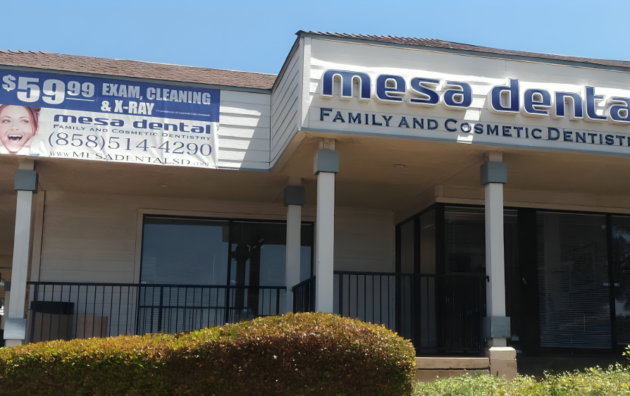 $59.99 EXAM, CLEANING
& X-RAY
mesa dental
FAMILY AND COSMETIC DENTISTRY
(858)514-4290
www.MESADENTALSD.com
mesa dental
FAMILY AND COSMETIC DENTISTRY